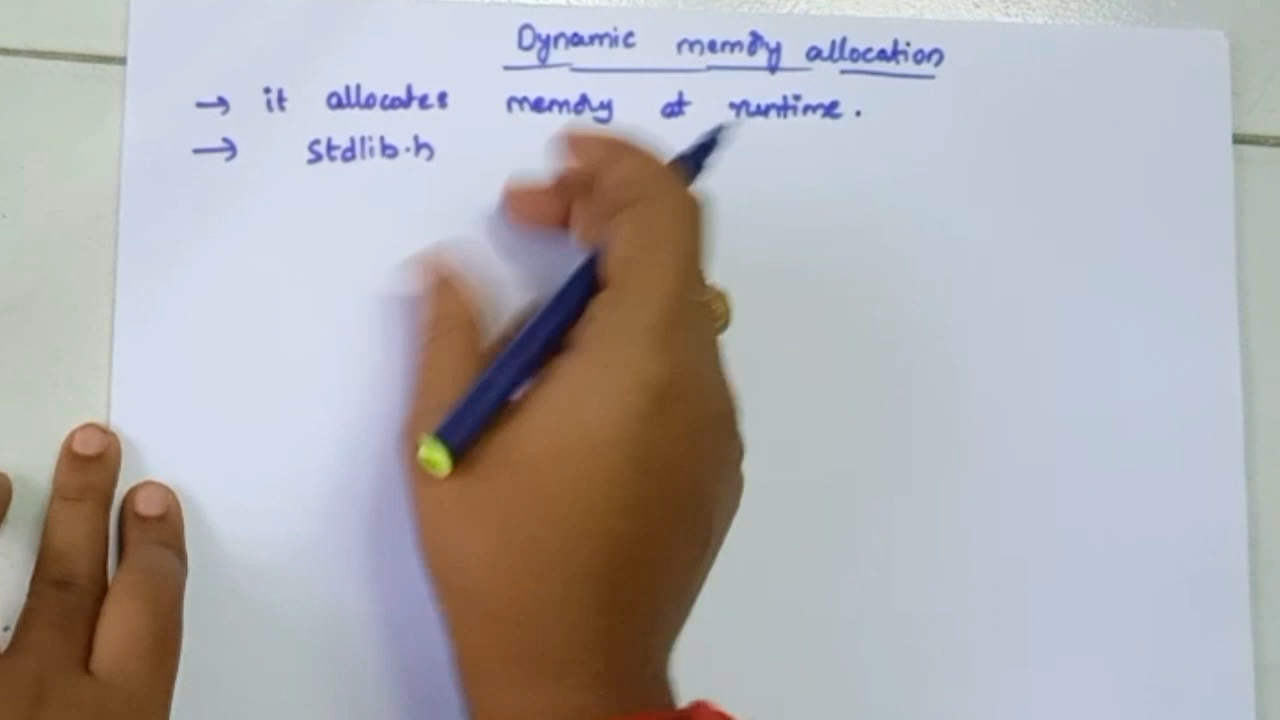 Dynamic memory allocation
→ it allocates memory at runtime.
→ stdlib.h